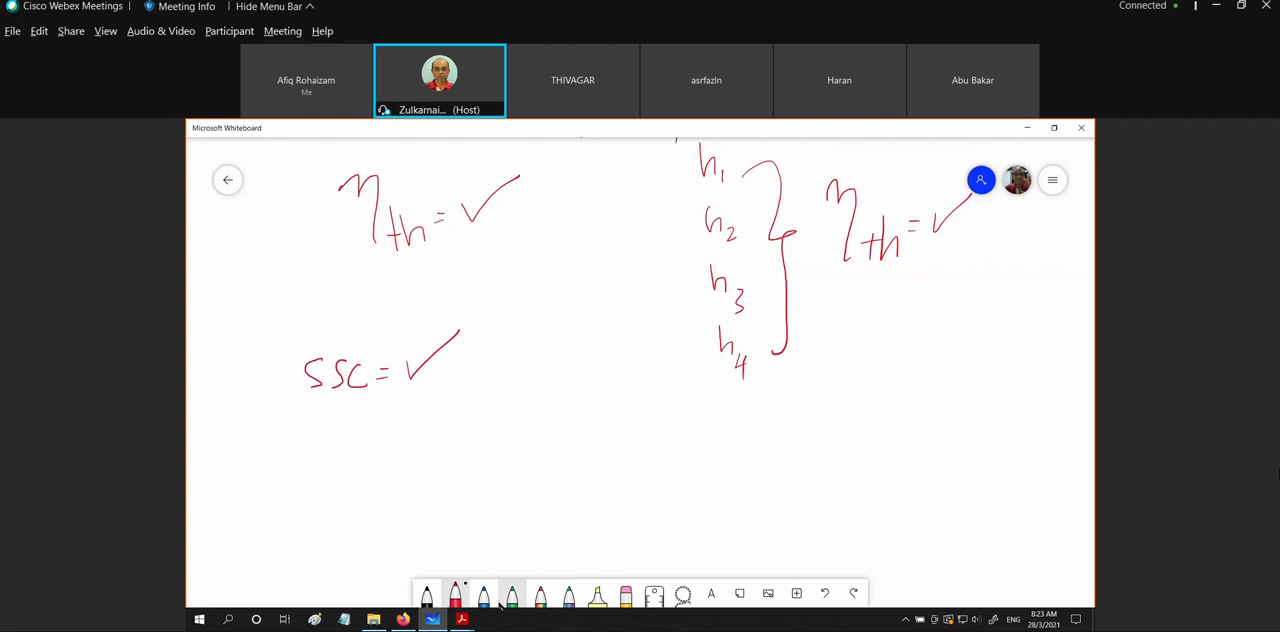 Cisco Webex Meetings | Meeting Info | Hide Menu Bar
Connected
File Edit Share View Audio & Video Participant Meeting Help
Afiq Rohaizam
Me
Zulkarnai... (Host)
THIVAGAR
asrfazln
Haran
Abu Bakar
Microsoft Whiteboard
η th = ✓
h1
h2
h3
h4
η th = ✓
SSC = ✓
ENG
8:23 AM
28/3/2021